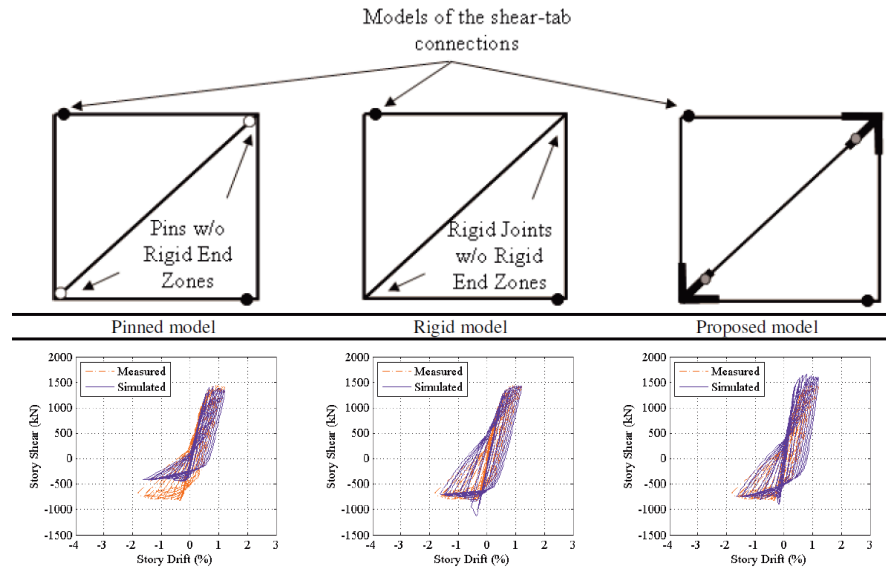 Models of the shear-tab
connections
Pins w/o
Rigid End
Zones
Rigid Joints
w/o Rigid
End Zones
Pinned model
Rigid model
Proposed model
2000
1500
1000
500
0
-500
-1000
-1500
Story Shear (kN)
Measured
Simulated
-4 -3 -2 -1 0 1 2 3
Story Drift (%)
2000
1500
1000
500
0
-500
-1000
-1500
Story Shear (kN)
Measured
Simulated
-4 -3 -2 -1 0 1 2 3
Story Drift (%)
2000
1500
1000
500
0
-500
-1000
-1500
Story Shear (kN)
Measured
Simulated
-4 -3 -2 -1 0 1 2 3
Story Drift (%)